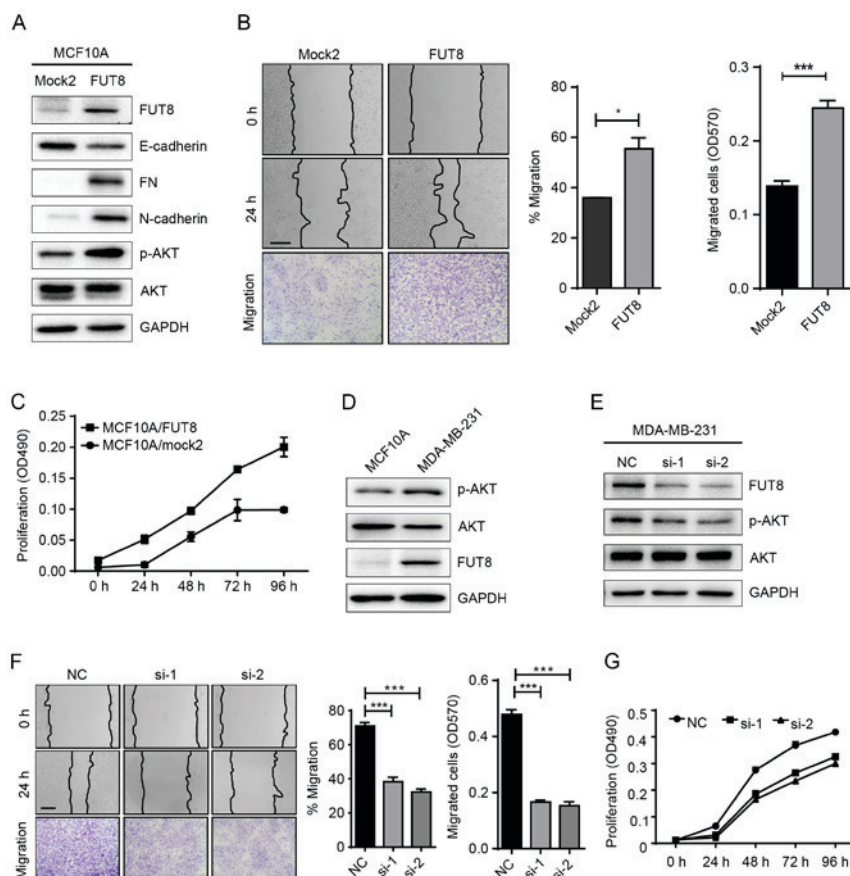 A
MCF10A
Mock2 FUT8
FUT8
E-cadherin
FN
N-cadherin
p-AKT
AKT
GAPDH
B
Mock2 FUT8
0 h
24 h
Migration
% Migration
80
60
40
20
0
*
Mock2 FUT8
Migrated cells (OD570)
0.3
0.2
0.1
0.0
***
Mock2 FUT8
C
Proliferation (OD490)
0.20
0.15
0.10
0.05
0.00
MCF10A/FUT8
MCF10A/mock2
0 h 24 h 48 h 72 h 96 h
D
MCF10A MDA-MB-231
p-AKT
AKT
FUT8
GAPDH
E
MDA-MB-231
NC si-1 si-2
FUT8
p-AKT
AKT
GAPDH
F
NC si-1 si-2
0 h
24 h
Migration
% Migration
80
60
40
20
0
***
***
NC si-1 si-2
Migrated cells (OD570)
0.6
0.4
0.2
0.0
***
***
NC si-1 si-2
G
NC si-1 si-2
Proliferation (OD490)
0.5
0.4
0.3
0.2
0.1
0.0
0 h 24 h 48 h 72 h 96 h